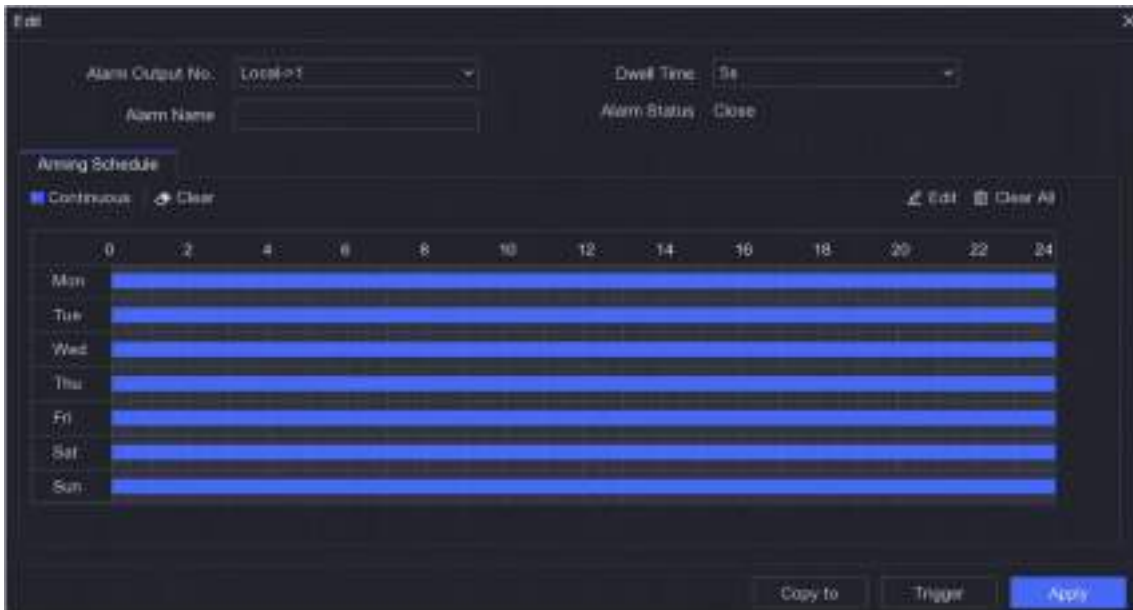 Edit
Alarm Output No. Local->1 Dwell Time 5s
Alarm Name Alarm Status Close
Arming Schedule
Continuous Clear Edit Clear All
0 2 4 6 8 10 12 14 16 18 20 22 24
Mon
Tue
Wed
Thu
Fri
Sat
Sun
Copy to Trigger Apply